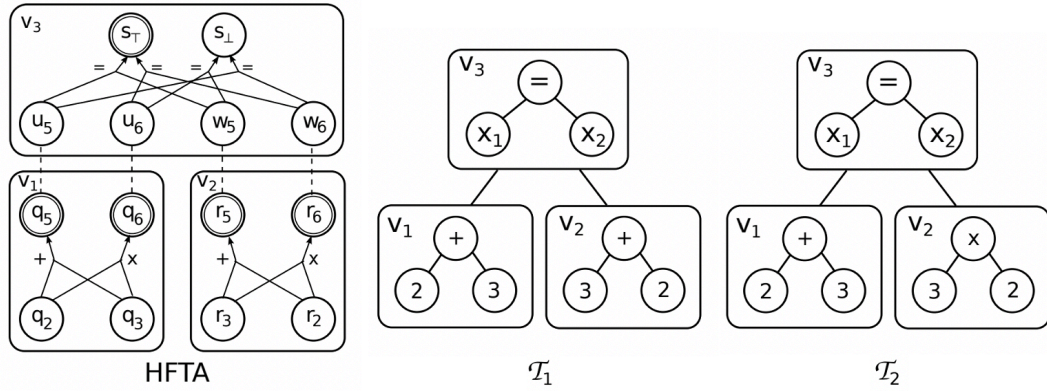 v₃ s⊤ s⊥
= = = =
u₅ u₆ w₅ w₆
v₁ v₂
q₅ q₆ r₅ r₆
+ x + x
q₂ q₃ r₃ r₂
HFTA
v₃
=
x₁ x₂
v₁ v₂
+ +
2 3 3 2
𝒯₁
v₃
=
x₁ x₂
v₁ v₂
+ x
2 3 3 2
𝒯₂